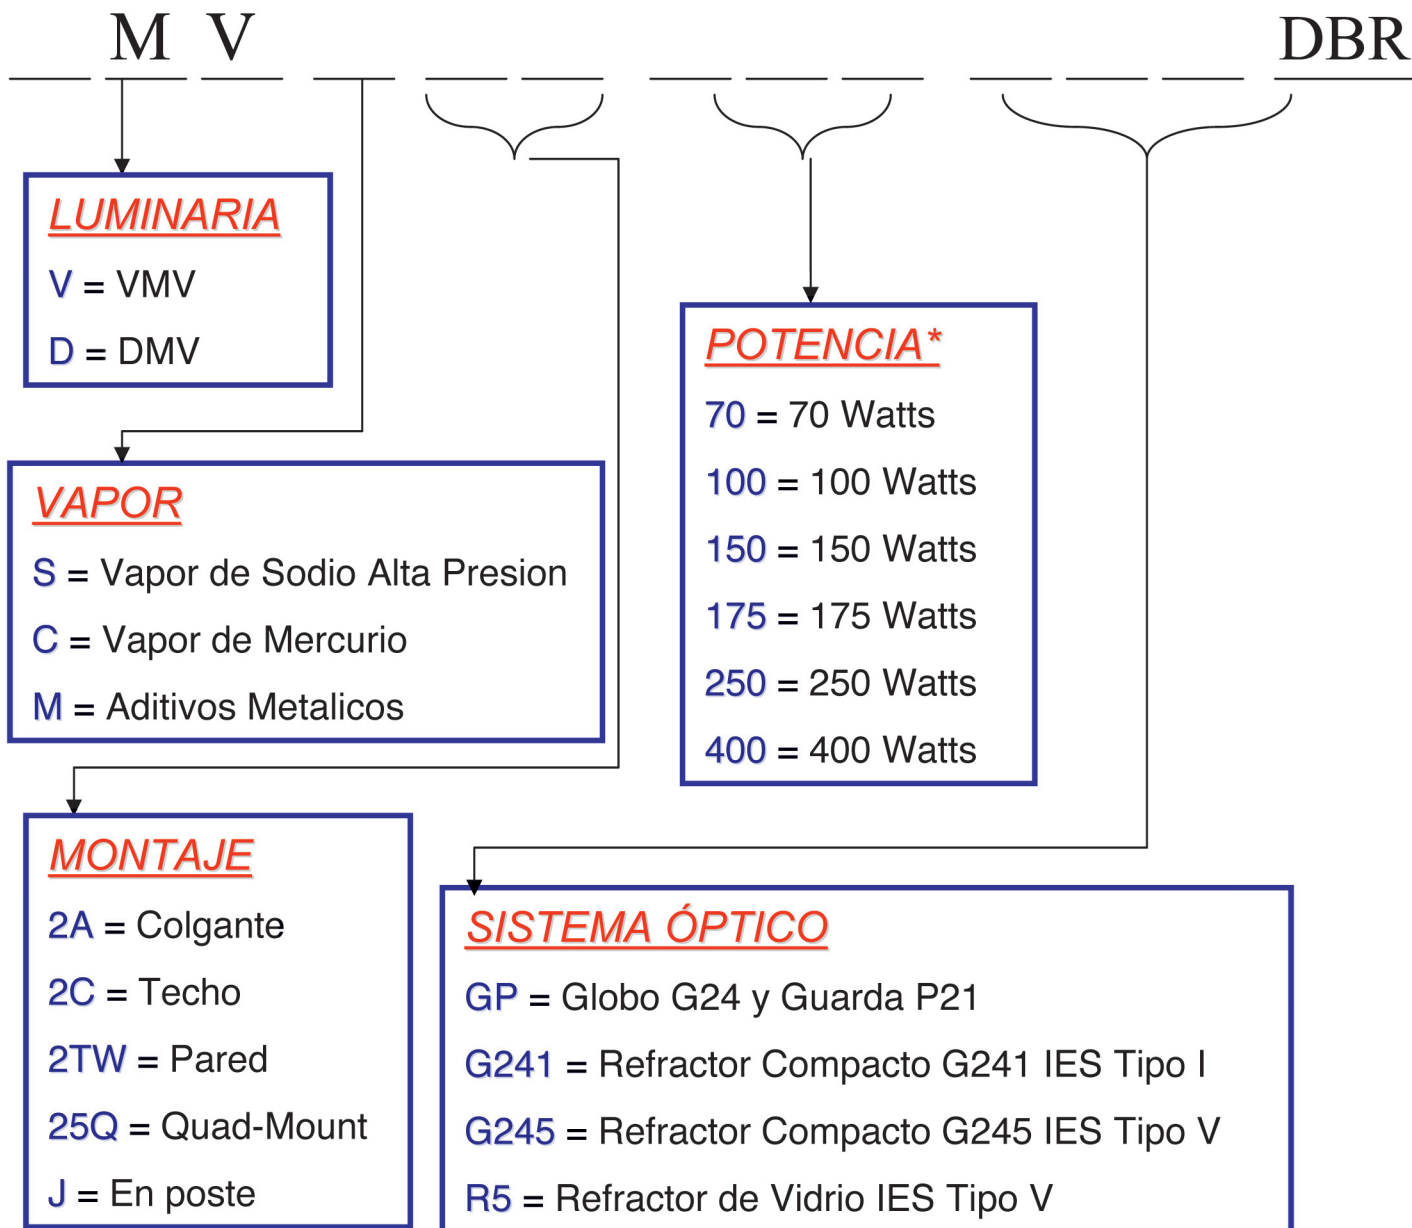 M V DBR
LUMINARIA
V = VMV
D = DMV
VAPOR
S = Vapor de Sodio Alta Presion
C = Vapor de Mercurio
M = Aditivos Metalicos
POTENCIA*
70 = 70 Watts
100 = 100 Watts
150 = 150 Watts
175 = 175 Watts
250 = 250 Watts
400 = 400 Watts
MONTAJE
2A = Colgante
2C = Techo
2TW = Pared
25Q = Quad-Mount
J = En poste
SISTEMA ÓPTICO
GP = Globo G24 y Guarda P21
G241 = Refractor Compacto G241 IES Tipo I
G245 = Refractor Compacto G245 IES Tipo V
R5 = Refractor de Vidrio IES Tipo V